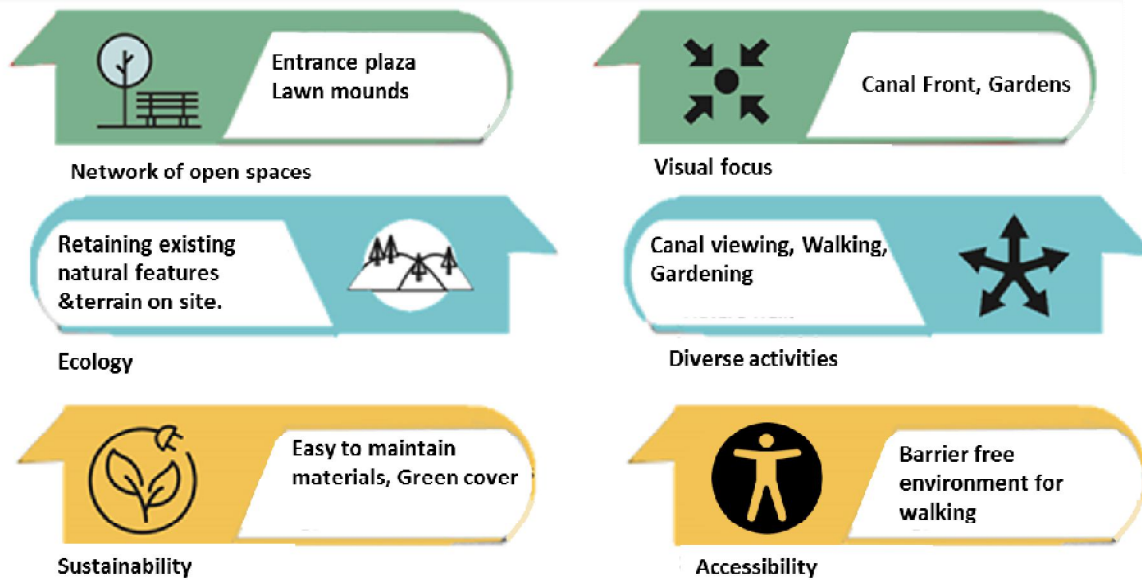 Entrance plaza
Lawn mounds
Network of open spaces
Canal Front, Gardens
Visual focus
Retaining existing
natural features
&terrain on site.
Ecology
Canal viewing, Walking,
Gardening
Diverse activities
Easy to maintain
materials, Green cover
Sustainability
Barrier free
environment for
walking
Accessibility